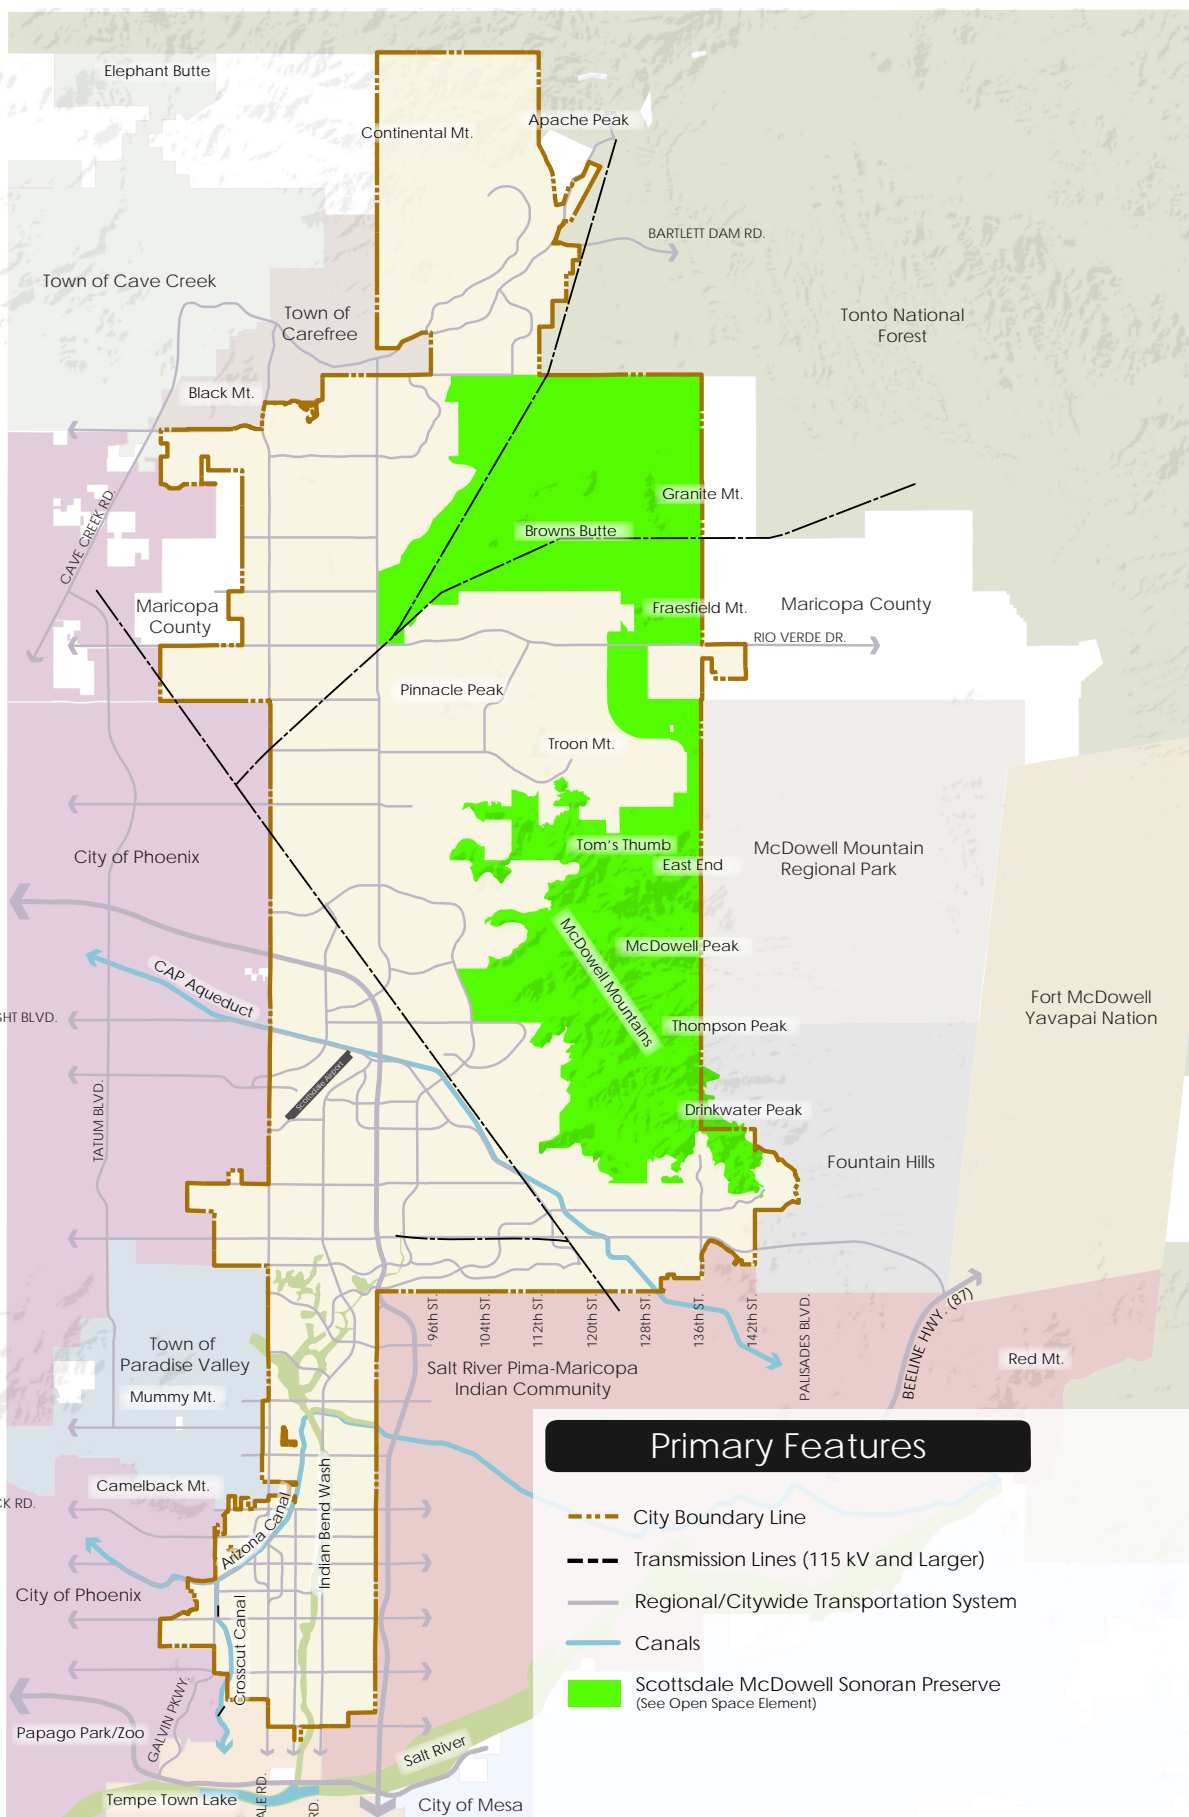 Elephant Butte
Apache Peak
Continental Mt.
BARTLETT DAM RD.
Town of Cave Creek
Town of
Carefree
Tonto National
Forest
Black Mt.
Granite Mt.
CAVE CREEK RD.
Browns Butte
Maricopa
County
Fraesfield Mt.
Maricopa County
RIO VERDE DR.
Pinnacle Peak
Troon Mt.
City of Phoenix
Tom's Thumb
East End
McDowell Mountain
Regional Park
McDowell Peak
McDowell Mountains
CAP Aqueduct
Fort McDowell
Yavapai Nation
GHT BLVD.
Thompson Peak
Scottsdale Airport
TATUM BLVD.
Drinkwater Peak
Fountain Hills
96th ST.
104th ST.
112th ST.
120th ST.
128th ST.
136th ST.
142th ST.
PALISADES BLVD.
BEELINE HWY. (87)
Town of
Paradise Valley
Salt River Pima-Maricopa
Indian Community
Red Mt.
Mummy Mt.
Primary Features
Camelback Mt.
CK RD.
Arizona Canal
Indian Bend Wash
City Boundary Line
Transmission Lines (115 kV and Larger)
City of Phoenix
Regional/Citywide Transportation System
Crosscut Canal
Canals
Scottsdale McDowell Sonoran Preserve
(See Open Space Element)
GALVIN PKWY.
Papago Park/Zoo
Salt River
Tempe Town Lake
ALE RD.
RD.
City of Mesa